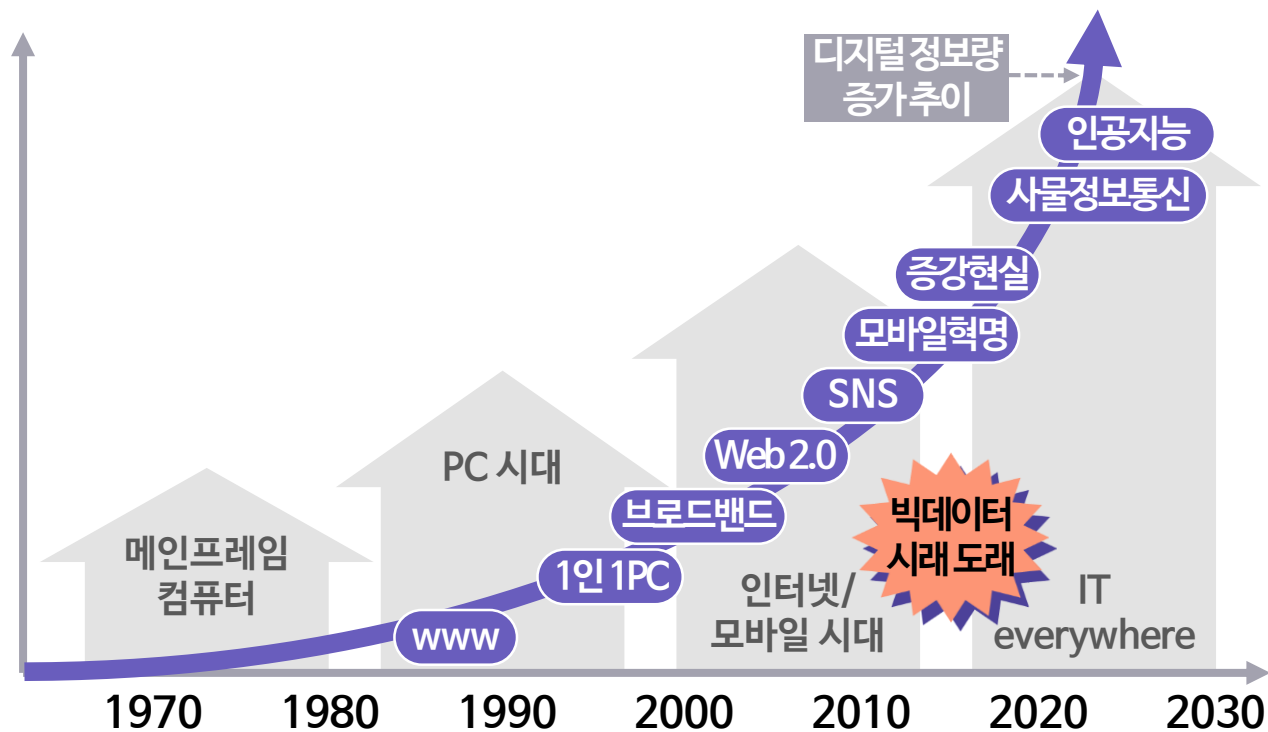 디지털 정보량
증가 추이
인공지능
사물정보통신
증강현실
모바일혁명
SNS
Web 2.0
브로드밴드
1인 1PC
www
메인프레임
컴퓨터
PC 시대
인터넷/
모바일 시대
빅데이터
시래 도래
IT
everywhere
1970 1980 1990 2000 2010 2020 2030